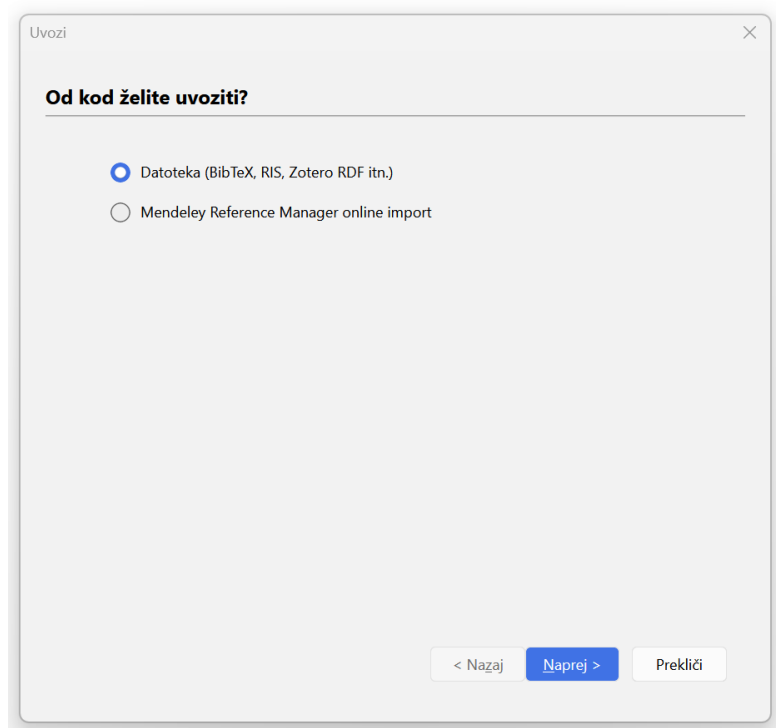 Uvozi
Od kod želite uvoziti?
Datoteka (BibTeX, RIS, Zotero RDF itn.)
Mendeley Reference Manager online import
< Nazaj Naprej > Prekliči